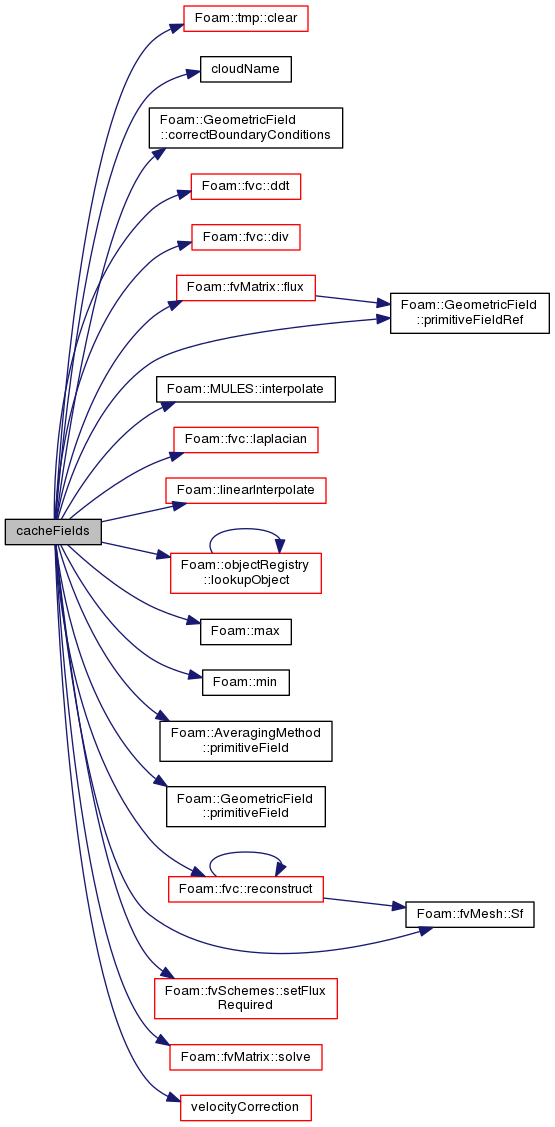 Foam::tmp::clear
cloudName
Foam::GeometricField
::correctBoundaryConditions
Foam::fvc::ddt
Foam::fvc::div
Foam::fvMatrix::flux
Foam::GeometricField
::primitiveFieldRef
Foam::MULES::interpolate
Foam::fvc::laplacian
Foam::linearInterpolate
cacheFields
Foam::objectRegistry
::lookupObject
Foam::max
Foam::min
Foam::AveragingMethod
::primitiveField
Foam::GeometricField
::primitiveField
Foam::fvc::reconstruct
Foam::fvMesh::Sf
Foam::fvSchemes::setFlux
Required
Foam::fvMatrix::solve
velocityCorrection